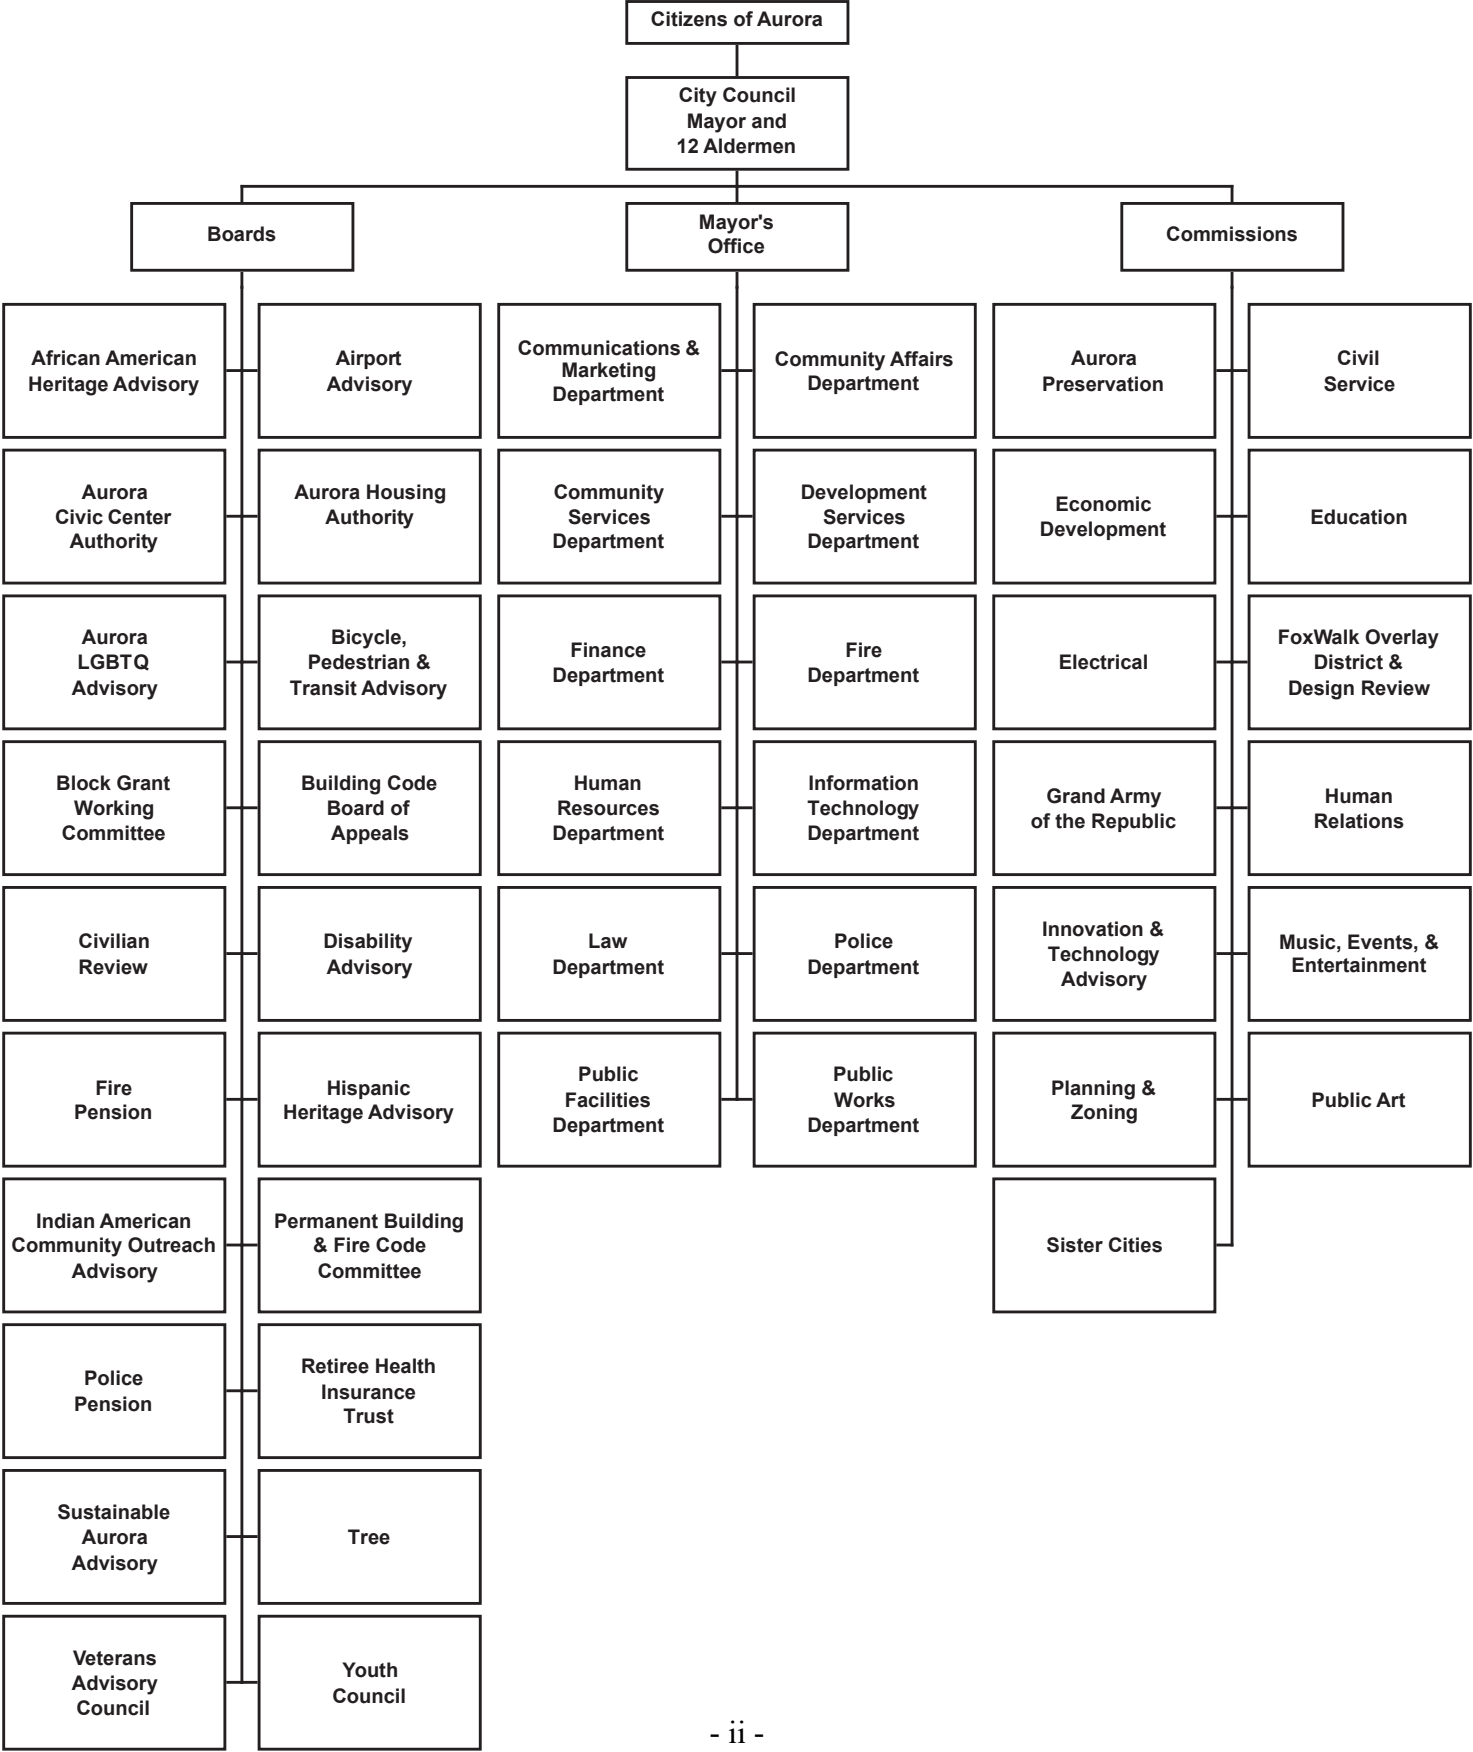 Citizens of Aurora
City Council
Mayor and
12 Aldermen
Boards
Mayor's
Office
Commissions
African American
Heritage Advisory
Airport
Advisory
Communications &
Marketing
Department
Community Affairs
Department
Aurora
Preservation
Civil
Service
Aurora
Civic Center
Authority
Aurora Housing
Authority
Community
Services
Department
Development
Services
Department
Economic
Development
Education
Aurora
LGBTQ
Advisory
Bicycle,
Pedestrian &
Transit Advisory
Finance
Department
Fire
Department
Electrical
FoxWalk Overlay
District &
Design Review
Block Grant
Working
Committee
Building Code
Board of
Appeals
Human
Resources
Department
Information
Technology
Department
Grand Army
of the Republic
Human
Relations
Civilian
Review
Disability
Advisory
Law
Department
Police
Department
Innovation &
Technology
Advisory
Music, Events, &
Entertainment
Fire
Pension
Hispanic
Heritage Advisory
Public
Facilities
Department
Public
Works
Department
Planning &
Zoning
Public Art
Indian American
Community Outreach
Advisory
Permanent Building
& Fire Code
Committee
Sister Cities
Police
Pension
Retiree Health
Insurance
Trust
Sustainable
Aurora
Advisory
Tree
Veterans
Advisory
Council
Youth
Council
- ii -